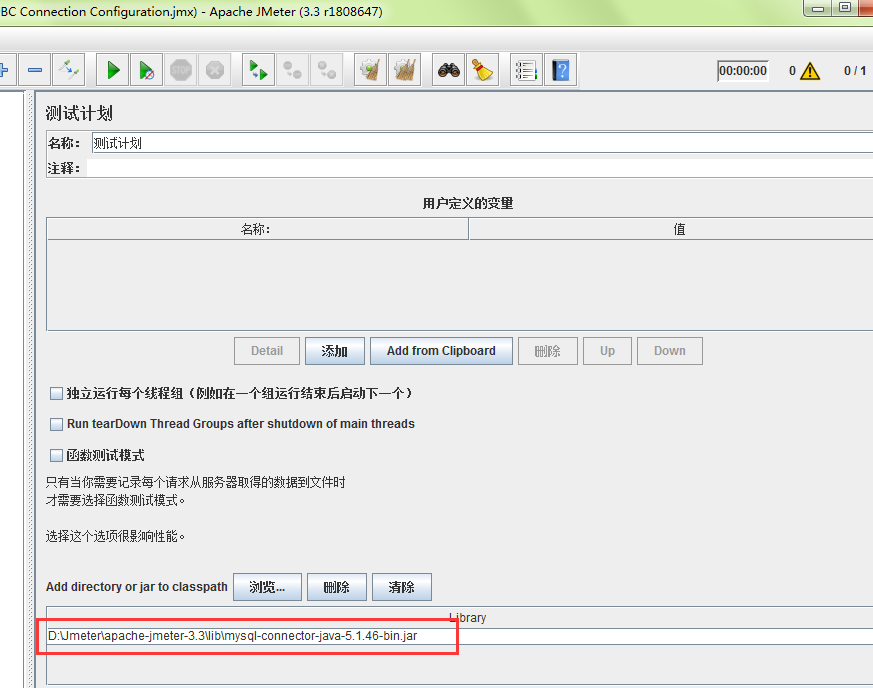 BC Connection Configuration.jmx) - Apache JMeter (3.3 r1808647)
STOP
00:00:00 0 0 / 1
测试计划
名称： 测试计划
注释：
用户定义的变量
名称： 值
Detail 添加 Add from Clipboard 删除 Up Down
独立运行每个线程组（例如在一个组运行结束后启动下一个）
Run tearDown Thread Groups after shutdown of main threads
函数测试模式
只有当你需要记录每个请求从服务器取得的数据到文件时
才需要选择函数测试模式。
选择这个选项很影响性能。
Add directory or jar to classpath 浏览... 删除 清除
Library
D:\Jmeter\apache-jmeter-3.3\lib\mysql-connector-java-5.1.46-bin.jar